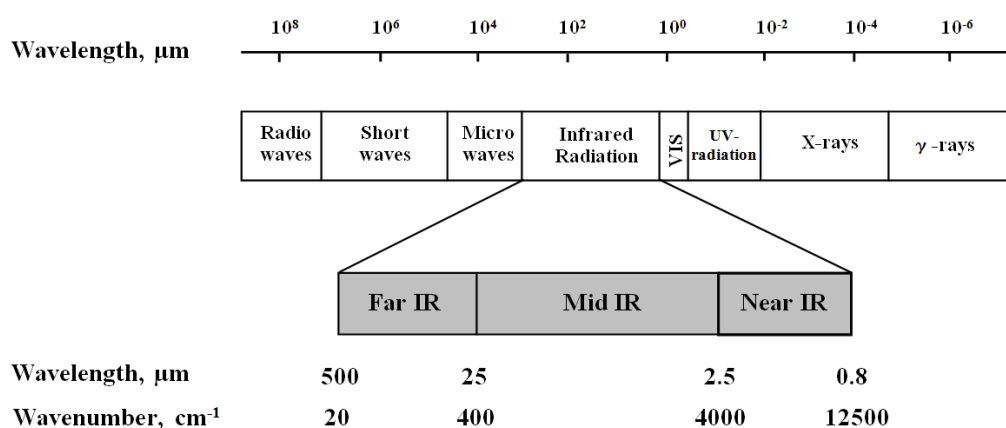 10⁸ 10⁶ 10⁴ 10² 10⁰ 10⁻² 10⁻⁴ 10⁻⁶
Wavelength, μm
Radio waves Short waves Micro waves Infrared Radiation VIS UV-radiation X-rays γ-rays
Far IR Mid IR Near IR
Wavelength, μm 500 25 2.5 0.8
Wavenumber, cm⁻¹ 20 400 4000 12500